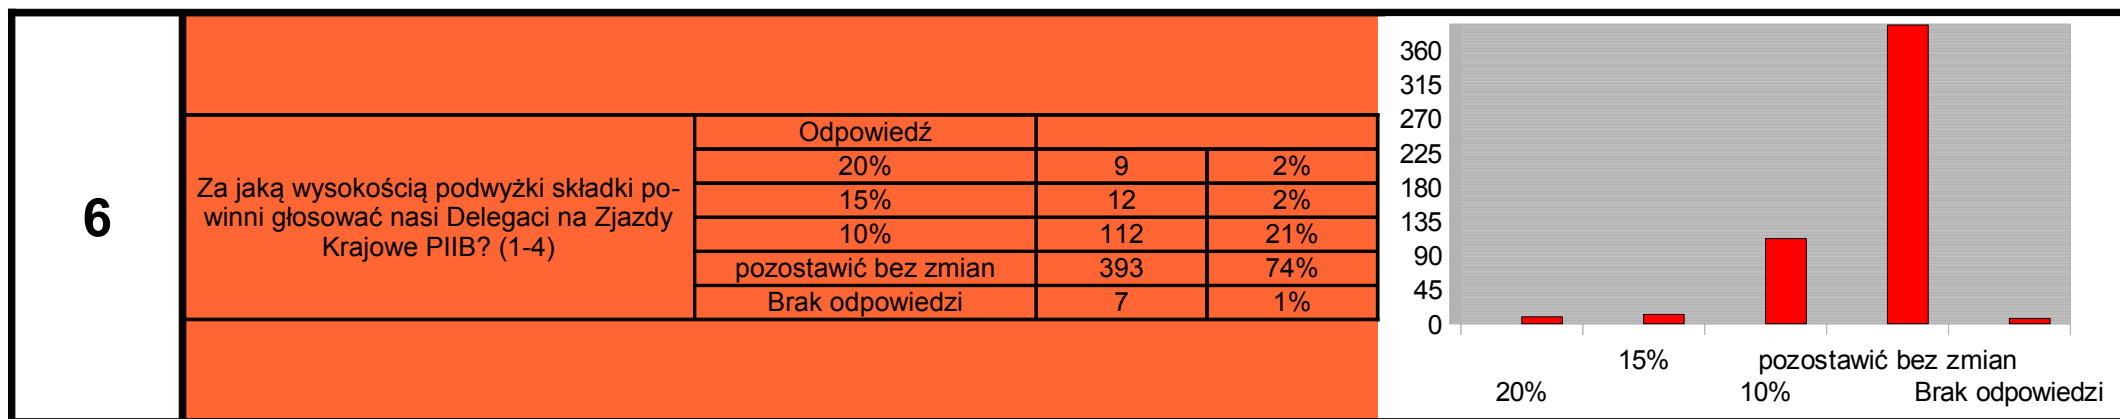 6
Za jaką wysokością podwyżki składki po-
winni głosować nasi Delegaci na Zjazdy
Krajowe PIIB? (1-4)
Odpowiedź
20% 9 2%
15% 12 2%
10% 112 21%
pozostawić bez zmian 393 74%
Brak odpowiedzi 7 1%
360
315
270
225
180
135
90
45
0
15% pozostawić bez zmian
20% 10% Brak odpowiedzi